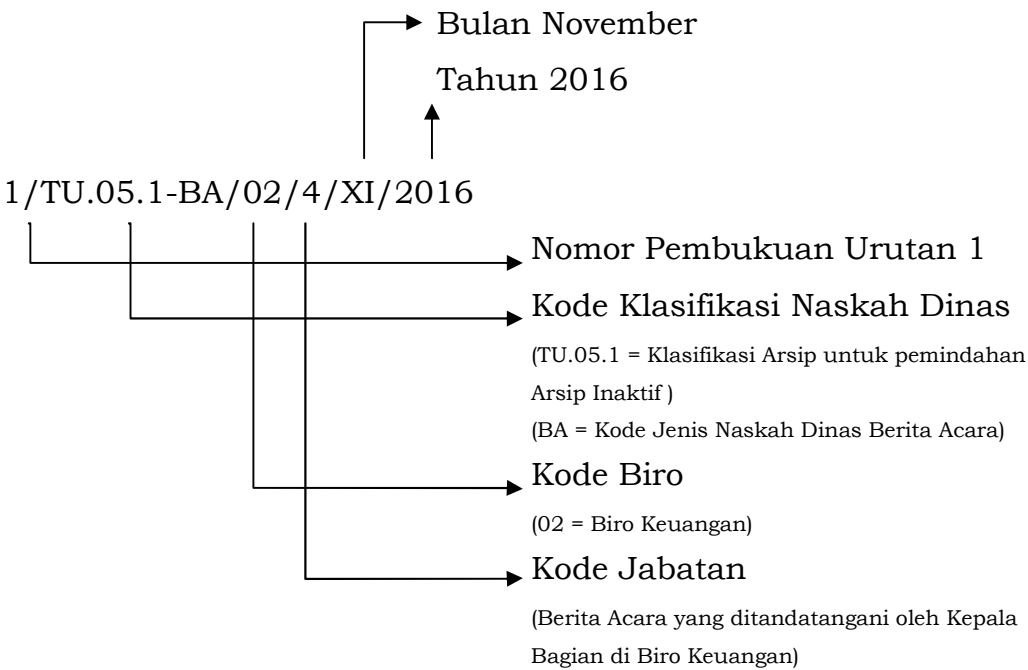 Bulan November
Tahun 2016
1/TU.05.1-BA/02/4/XI/2016
Nomor Pembukuan Urutan 1
Kode Klasifikasi Naskah Dinas
(TU.05.1 = Klasifikasi Arsip untuk pemindahan
Arsip Inaktif )
(BA = Kode Jenis Naskah Dinas Berita Acara)
Kode Biro
(02 = Biro Keuangan)
Kode Jabatan
(Berita Acara yang ditandatangani oleh Kepala
Bagian di Biro Keuangan)